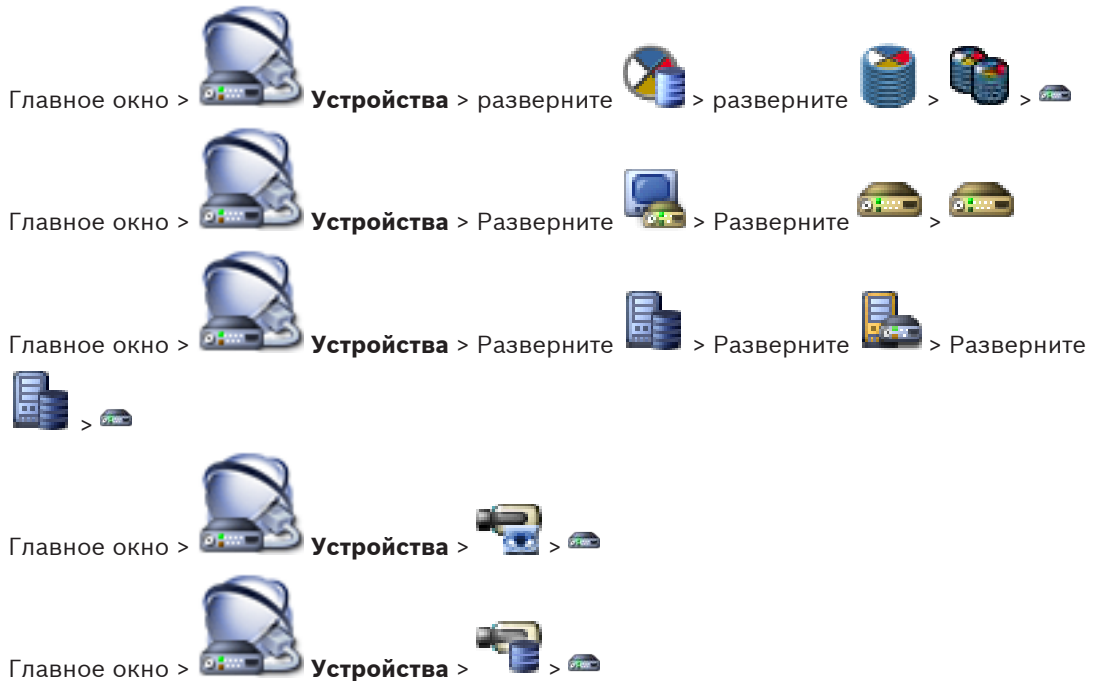 Главное окно > Устройства > разверните > разверните > >
Главное окно > Устройства > Разверните > Разверните >
Главное окно > Устройства > Разверните > Разверните > Разверните
>
Главное окно > Устройства > >
Главное окно > Устройства > >